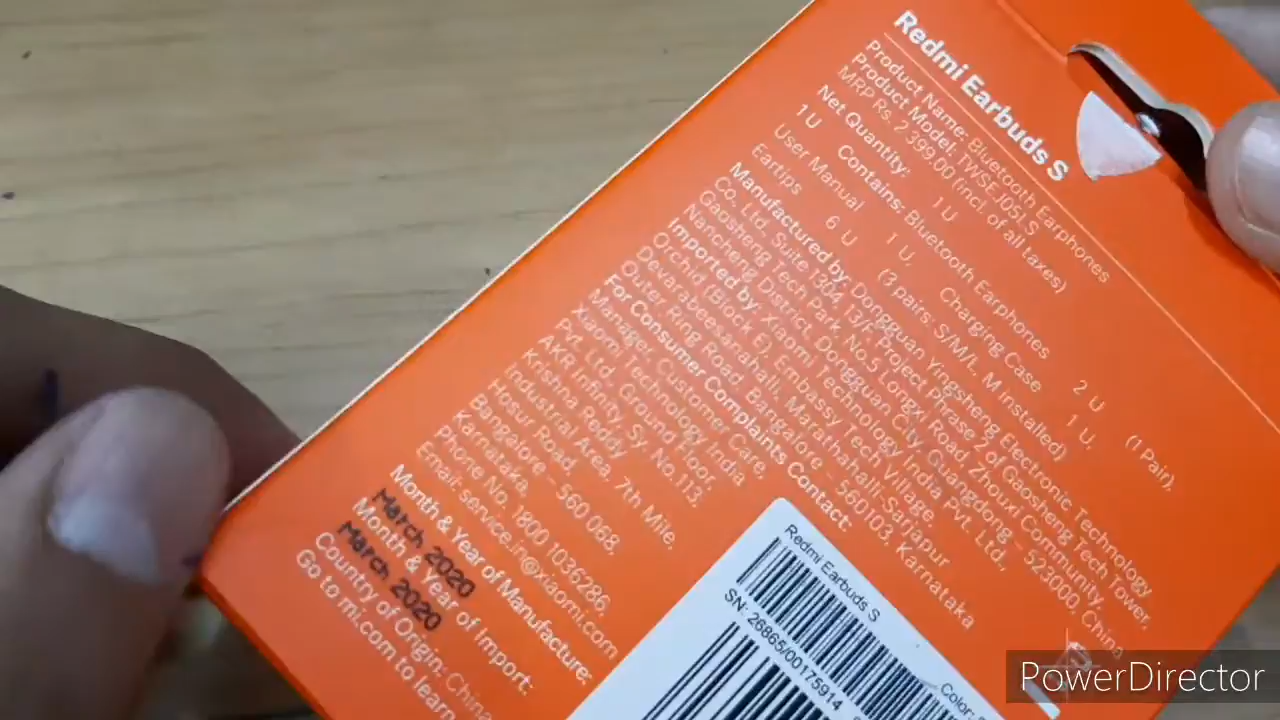 Redmi Earbuds S
Product Name: Bluetooth Earphones
Product Model: TWSEJ05LS
MRP Rs. 2 399.00 (incl of all taxes)
Net Quantity: 1 U
1 U Contains: Bluetooth Earphones 2 U (1 Pair),
User Manual 1 U, Charging Case 1 U,
Eartips 6 U (3 pairs: S/M/L, M installed)
Manufactured by: Dongguan Yingsheng Electronic Technology
Co., Ltd, Suite 1304 13/F Project Phrase 2 of Gaosheng Tech Tower,
Gaosheng Tech Park, No.5 Longxi Road, Zhouxi Community,
Nancheng District, Dongguan City, Guangdong - 523000, China
Imported by: Xiaomi Technology India Pvt. Ltd.,
Orchid (Block E), Embassy Tech Village,
Devarabeesanahalli, Marathahalli-Sarjapur
Outer Ring Road, Bangalore - 560103, Karnataka
For Consumer Complaints Contact:
Manager, Customer Care,
Xiaomi Technology India
Pvt. Ltd., Ground Floor,
AKR Infinity, Sy. No.113,
Krishna Reddy
Industrial Area, 7th Mile,
Hosur Road,
Bangalore - 560 068,
Karnataka,
Phone No. 1800 1036286,
Email: service.in@xiaomi.com
Month & Year of Manufacture:
March 2020
Month & Year of Import:
March 2020
Country of Origin: China
Go to mi.com to learn
Redmi Earbuds S
Color:
SN: 26865/00175914
PowerDirector